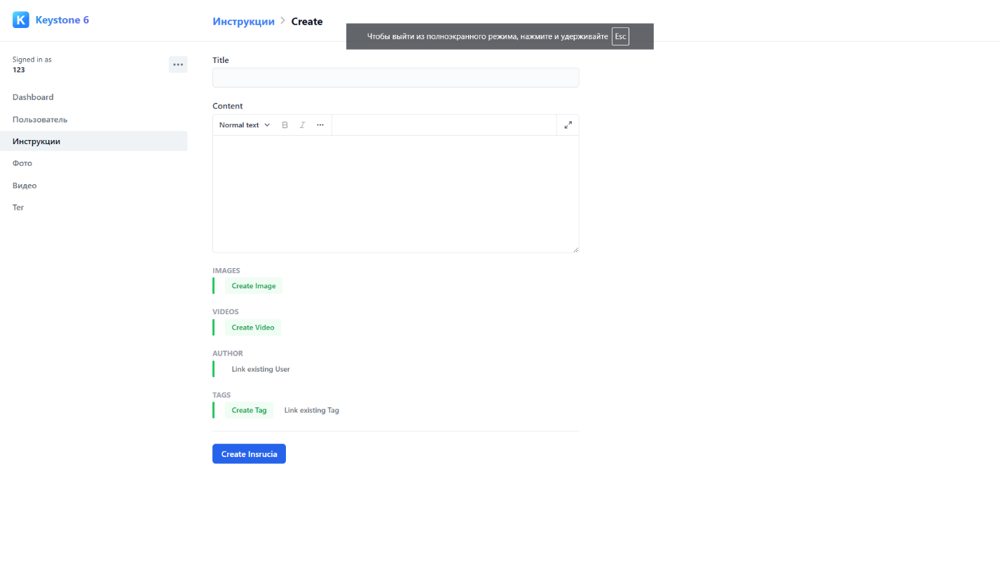 K Keystone 6
Инструкции > Create
Чтобы выйти из полноэкранного режима, нажмите и удерживайте Esc
Signed in as
123
Dashboard
Пользователь
Инструкции
Фото
Видео
Тег
Title
Content
Normal text B I ...
IMAGES
Create Image
VIDEOS
Create Video
AUTHOR
Link existing User
TAGS
Create Tag Link existing Tag
Create Insrucia